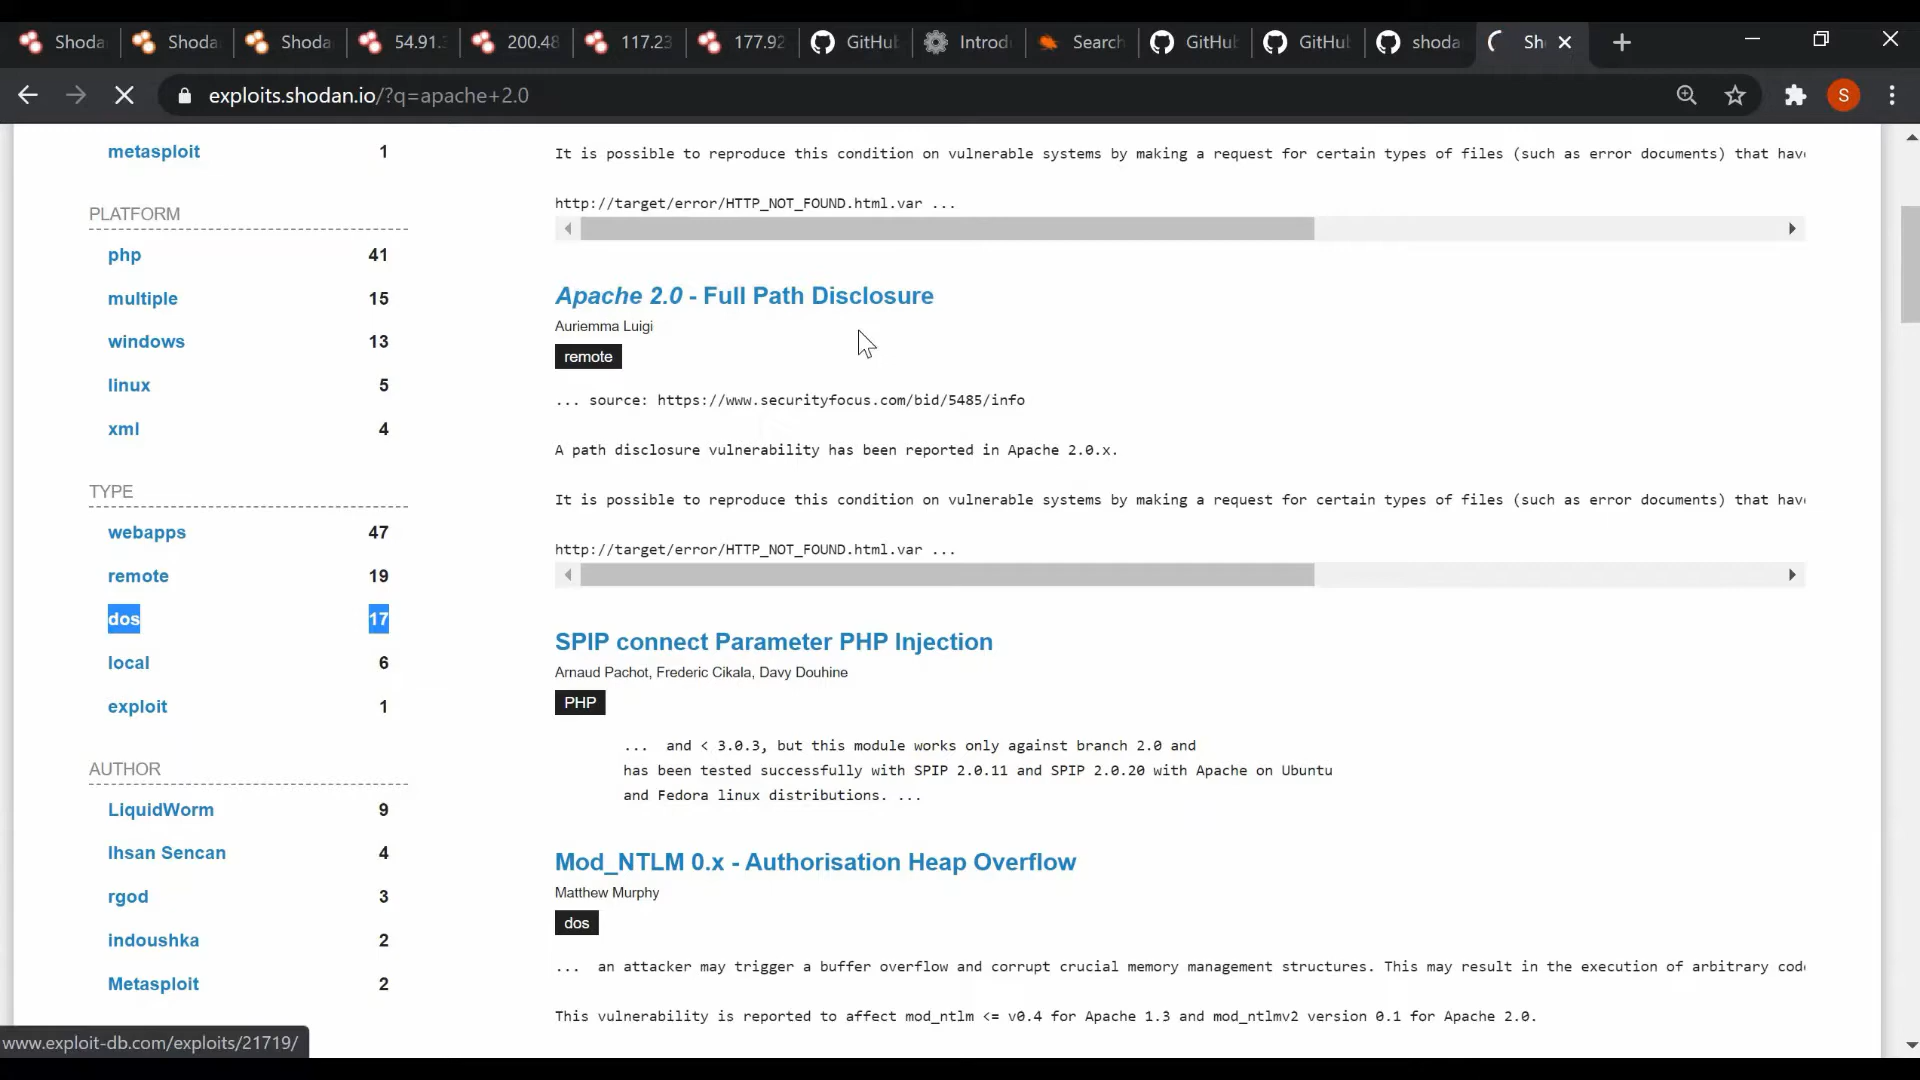 Shoda
Shoda
Shoda
54.91.
200.48
117.23
177.92
GitHub
Introd
Search
GitHub
GitHub
shoda
Sh
exploits.shodan.io/?q=apache+2.0
S
metasploit 1
PLATFORM
php 41
multiple 15
windows 13
linux 5
xml 4
TYPE
webapps 47
remote 19
dos 17
local 6
exploit 1
AUTHOR
LiquidWorm 9
Ihsan Sencan 4
rgod 3
indoushka 2
Metasploit 2
It is possible to reproduce this condition on vulnerable systems by making a request for certain types of files (such as error documents) that hav
http://target/error/HTTP_NOT_FOUND.html.var ...
Apache 2.0 - Full Path Disclosure
Auriemma Luigi
remote
... source: https://www.securityfocus.com/bid/5485/info
A path disclosure vulnerability has been reported in Apache 2.0.x.
It is possible to reproduce this condition on vulnerable systems by making a request for certain types of files (such as error documents) that hav
http://target/error/HTTP_NOT_FOUND.html.var ...
SPIP connect Parameter PHP Injection
Arnaud Pachot, Frederic Cikala, Davy Douhine
PHP
... and < 3.0.3, but this module works only against branch 2.0 and
has been tested successfully with SPIP 2.0.11 and SPIP 2.0.20 with Apache on Ubuntu
and Fedora linux distributions. ...
Mod_NTLM 0.x - Authorisation Heap Overflow
Matthew Murphy
dos
... an attacker may trigger a buffer overflow and corrupt crucial memory management structures. This may result in the execution of arbitrary cod
This vulnerability is reported to affect mod_ntlm <= v0.4 for Apache 1.3 and mod_ntlmv2 version 0.1 for Apache 2.0.
www.exploit-db.com/exploits/21719/